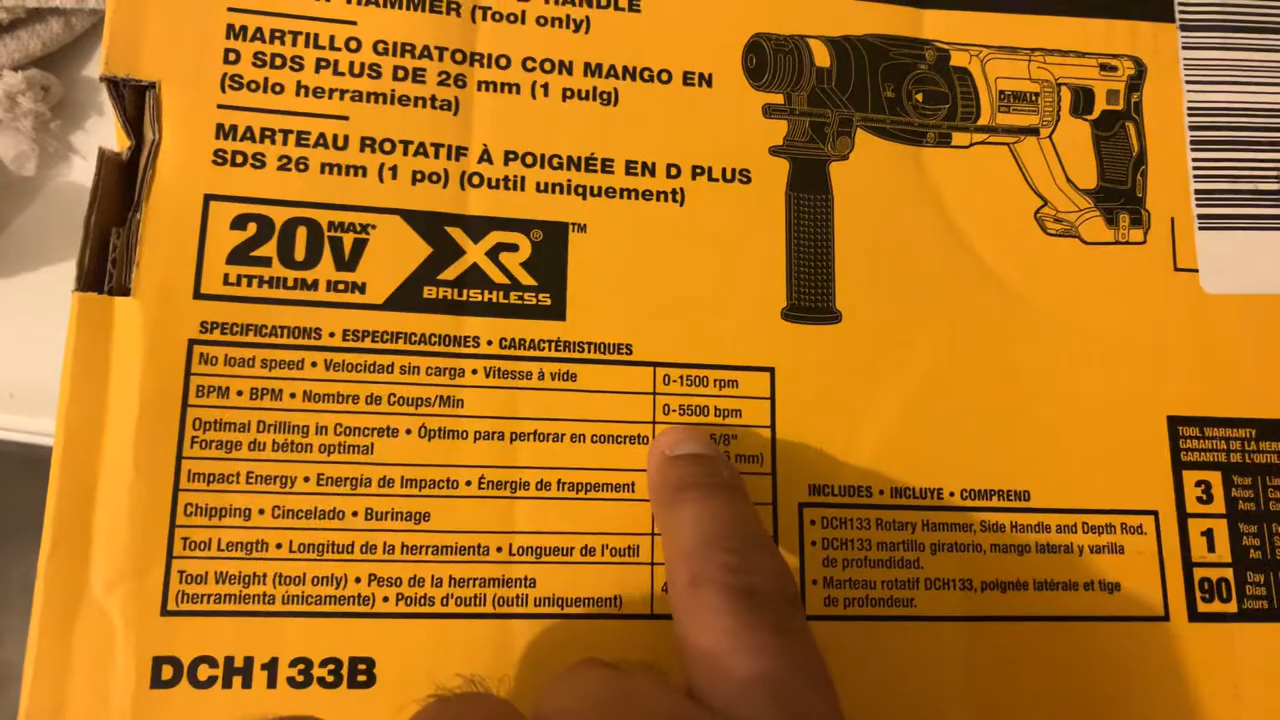 HANDLE
HAMMER (Tool only)
MARTILLO GIRATORIO CON MANGO EN
D SDS PLUS DE 26 mm (1 pulg)
(Solo herramienta)
MARTEAU ROTATIF À POIGNÉE EN D PLUS
SDS 26 mm (1 po) (Outil uniquement)
20V MAX* XR® ™
LITHIUM ION BRUSHLESS
DEWALT
SPECIFICATIONS • ESPECIFICACIONES • CARACTÉRISTIQUES
No load speed • Velocidad sin carga • Vitesse à vide 0-1500 rpm
BPM • BPM • Nombre de Coups/Min 0-5500 bpm
Optimal Drilling in Concrete • Óptimo para perforar en concreto 5/8"
Forage du béton optimal mm)
Impact Energy • Energía de Impacto • Énergie de frappement
Chipping • Cincelado • Burinage
Tool Length • Longitud de la herramienta • Longueur de l'outil
Tool Weight (tool only) • Peso de la herramienta
(herramienta únicamente) • Poids d'outil (outil uniquement) 4
DCH133B
INCLUDES • INCLUYE • COMPREND
• DCH133 Rotary Hammer, Side Handle and Depth Rod.
• DCH133 martillo giratorio, mango lateral y varilla
de profundidad.
• Marteau rotatif DCH133, poignée latérale et tige
de profondeur.
TOOL WARRANTY
GARANTÍA DE LA
GARANTIE DE
3 Year
Años
Ans
1 Year
Año
An
90 Day
Días
Jours